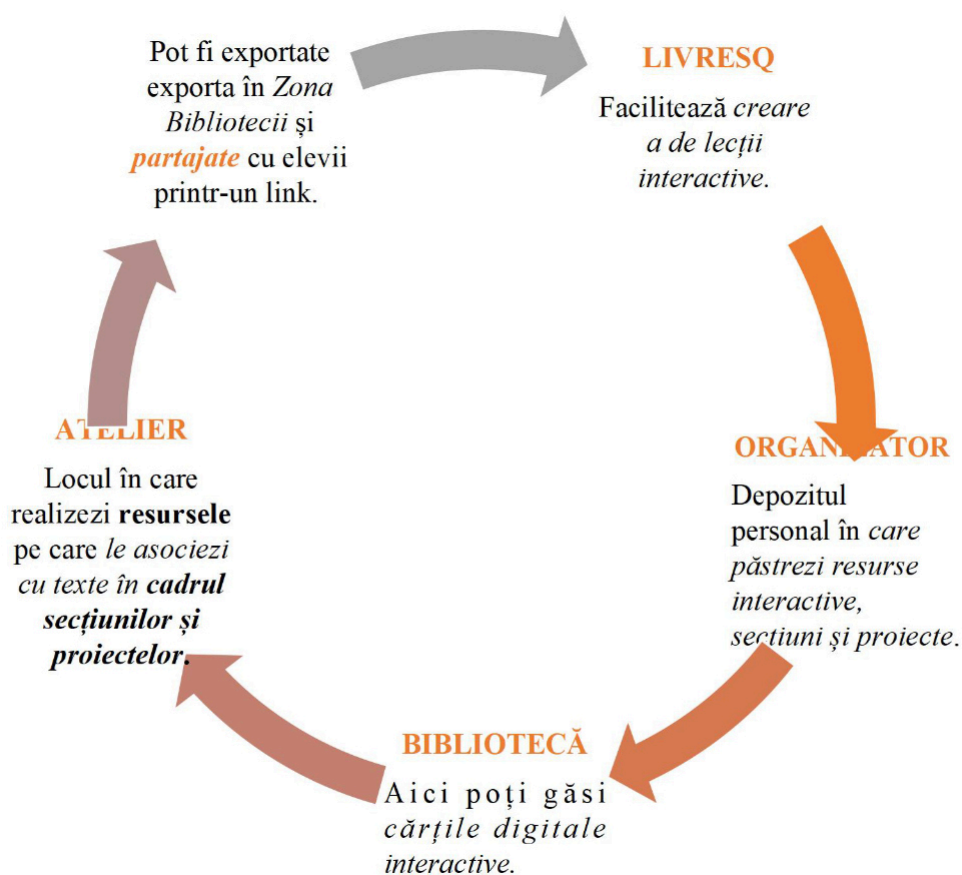 LIVRESQ
Facilitează creare
a de lecții
interactive.
ORGANIZATOR
Depozitul
personal în care
păstrezi resurse
interactive,
secțiuni și proiecte.
BIBLIOTECĂ
Aici poți găsi
cărțile digitale
interactive.
ATELIER
Locul în care
realizezi resursele
pe care le asociezi
cu texte în cadrul
secțiunilor și
proiectelor.
Pot fi exportate
exporta în Zona
Bibliotecii și
partajate cu elevii
printr-un link.